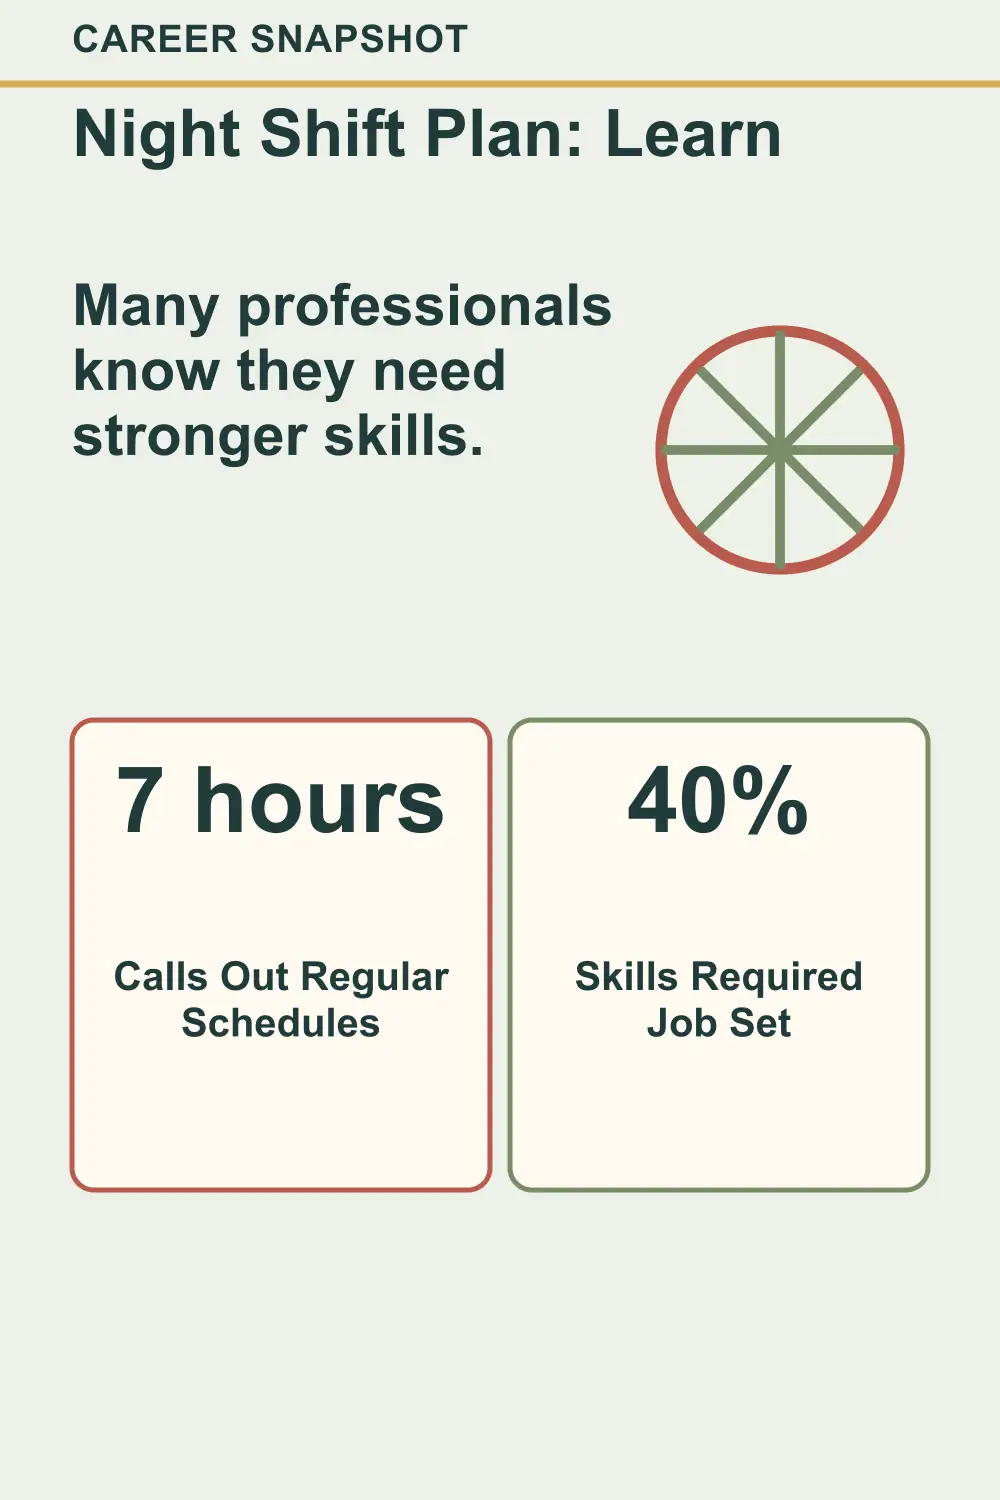 CAREER SNAPSHOT
Night Shift Plan: Learn
Many professionals
know they need
stronger skills.
7 hours
Calls Out Regular
Schedules
40%
Skills Required
Job Set